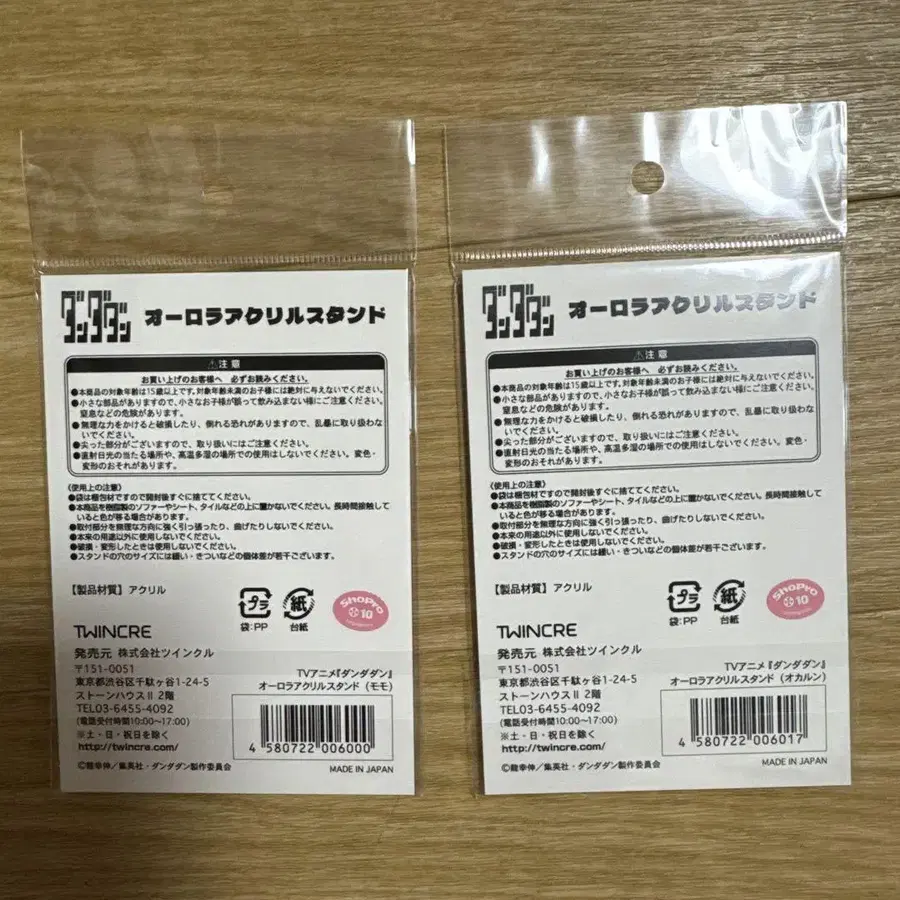 ダンダダン オーロラアクリルスタンド
⚠注意
お買い上げのお客様へ 必ずお読みください。
●本商品の対象年齢は15歳以上です。対象年齢未満のお子様には絶対に与えないでください。
●小さな部品がありますので、小さなお子様が誤って飲み込まない様にご注意ください。
窒息などの危険があります。
●無理な力をかけると破損したり、倒れる恐れがありますので、乱暴に取り扱わな
いでください。
●尖った部分がございますので、取り扱いにはご注意ください。
●直射日光の当たる場所や、高温多湿の場所での使用はしないでください。変色・
変形のおそれがあります。
〈使用上の注意〉
●袋は梱包材ですので開封後すぐに捨ててください。
●本商品を樹脂製のソファーやシート、タイルなどの上に置かないでください。長時間接触して
いると色が移る場合があります。
●取付部分を無理な方向に強く引っ張ったり、曲げたりしないでください。
●本来の用途以外に使用しないでください。
●破損・変形したときは使用しないでください。
●スタンドの穴のサイズには緩い・きついなどの個体差が若干ございます。
【製品材質】アクリル
プラ
袋:PP
紙
台紙
ShoPro
10
TWINCRE
発売元 株式会社ツインクル
〒151-0051
東京都渋谷区千駄ヶ谷1-24-5
ストーンハウスⅡ 2階
TEL03-6455-4092
(電話受付時間10:00〜17:00)
※土・日・祝日を除く
http://twincre.com/
TVアニメ『ダンダダン』
オーロラアクリルスタンド（モモ）
4 580722 006000
©龍幸伸／集英社・ダンダダン製作委員会
MADE IN JAPAN
ダンダダン オーロラアクリルスタンド
⚠注意
お買い上げのお客様へ 必ずお読みください。
●本商品の対象年齢は15歳以上です。対象年齢未満のお子様には絶対に与えないでください。
●小さな部品がありますので、小さなお子様が誤って飲み込まない様にご注意ください。
窒息などの危険があります。
●無理な力をかけると破損したり、倒れる恐れがありますので、乱暴に取り扱わな
いでください。
●尖った部分がございますので、取り扱いにはご注意ください。
●直射日光の当たる場所や、高温多湿の場所での使用はしないでください。変色・
変形のおそれがあります。
〈使用上の注意〉
●袋は梱包材ですので開封後すぐに捨ててください。
●本商品を樹脂製のソファーやシート、タイルなどの上に置かないでください。長時間接触して
いると色が移る場合があります。
●取付部分を無理な方向に強く引っ張ったり、曲げたりしないでください。
●本来の用途以外に使用しないでください。
●破損・変形したときは使用しないでください。
●スタンドの穴のサイズには緩い・きついなどの個体差が若干ございます。
【製品材質】アクリル
プラ
袋:PP
紙
台紙
ShoPro
10
TWINCRE
発売元 株式会社ツインクル
〒151-0051
東京都渋谷区千駄ヶ谷1-24-5
ストーンハウスⅡ 2階
TEL03-6455-4092
(電話受付時間10:00〜17:00)
※土・日・祝日を除く
http://twincre.com/
TVアニメ『ダンダダン』
オーロラアクリルスタンド（オカルン）
4 580722 006017
©龍幸伸／集英社・ダンダダン製作委員会
MADE IN JAPAN